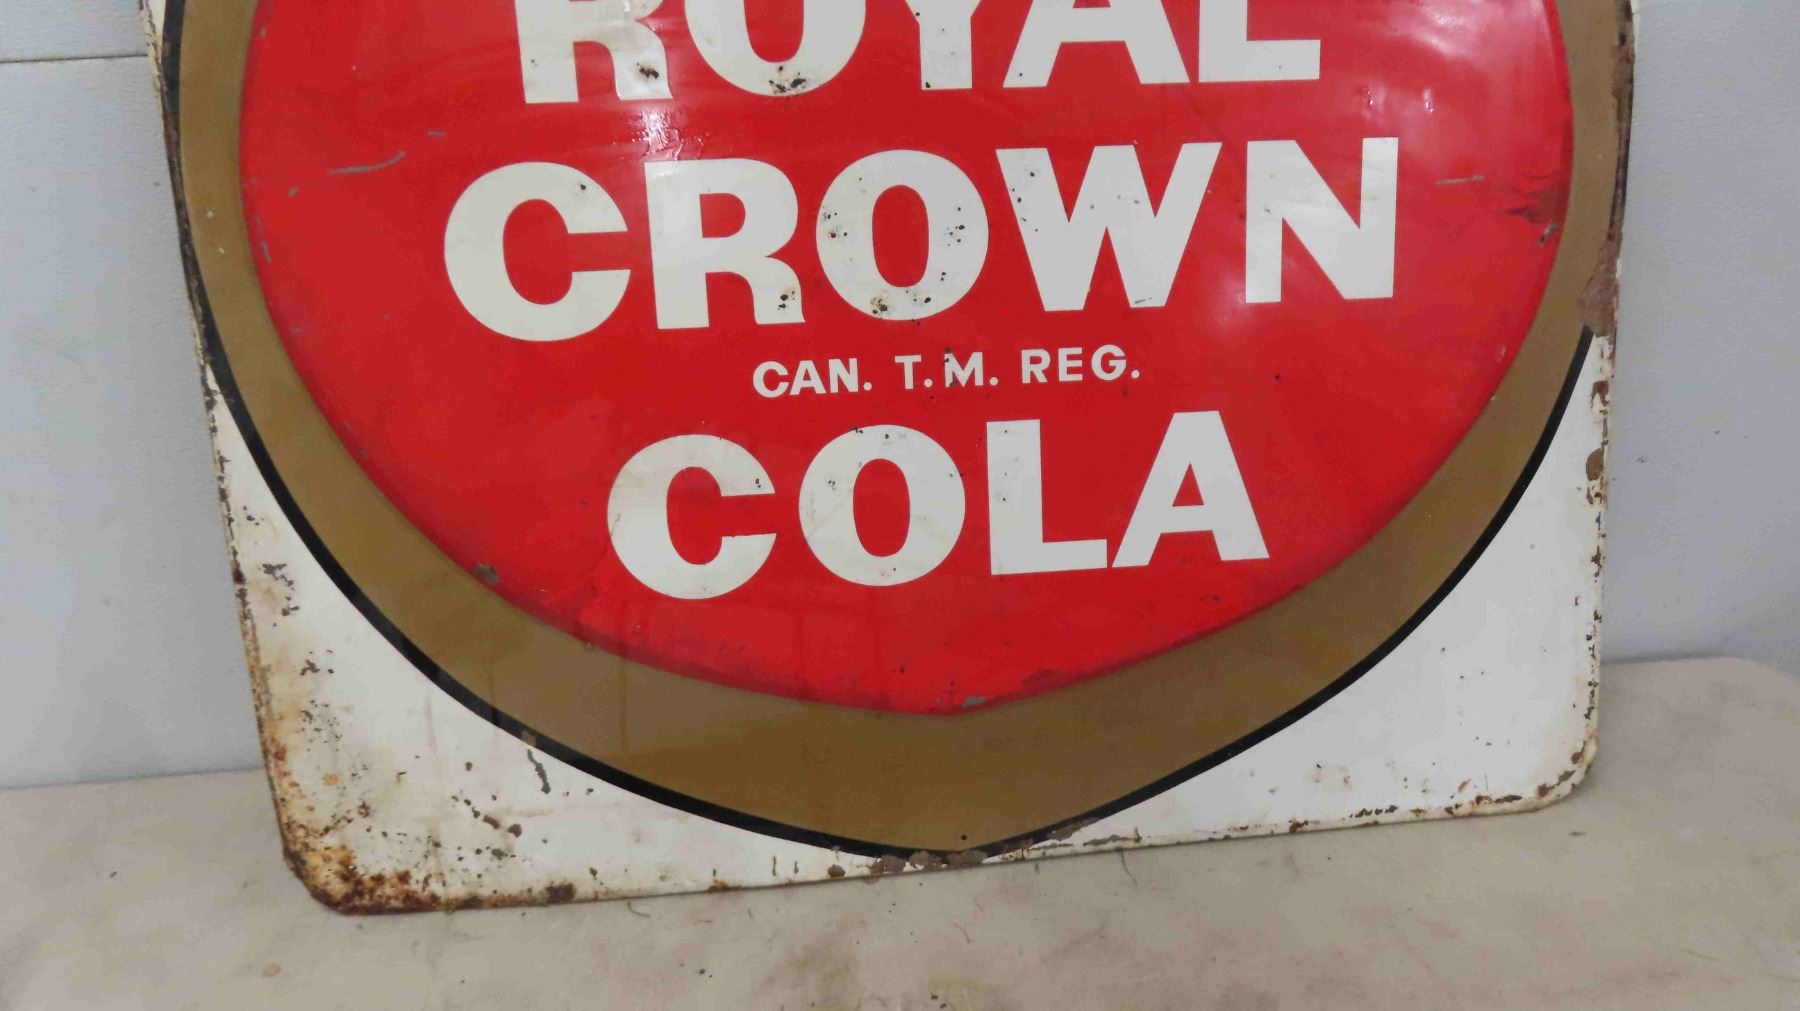 ROYAL
CROWN
CAN. T.M. REG.
COLA